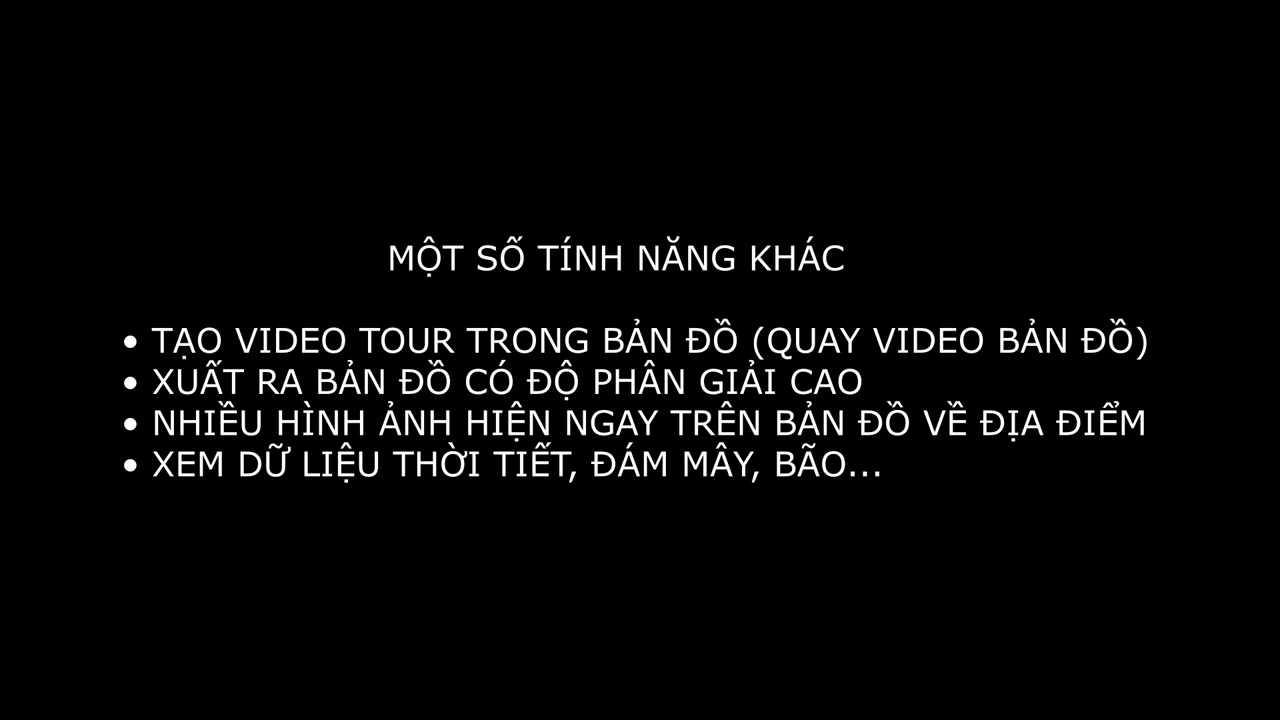 MỘT SỐ TÍNH NĂNG KHÁC
• TẠO VIDEO TOUR TRONG BẢN ĐỒ (QUAY VIDEO BẢN ĐỒ)
• XUẤT RA BẢN ĐỒ CÓ ĐỘ PHÂN GIẢI CAO
• NHIỀU HÌNH ẢNH HIỆN NGAY TRÊN BẢN ĐỒ VỀ ĐỊA ĐIỂM
• XEM DỮ LIỆU THỜI TIẾT, ĐÁM MÂY, BÃO...